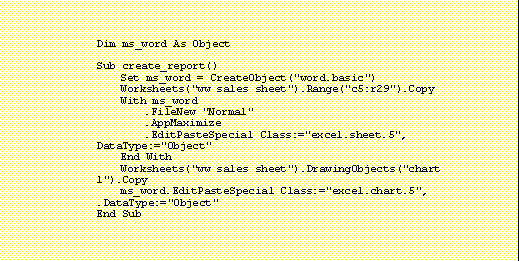 Dim ms_word As Object
Sub create_report()
Set ms_word = CreateObject("word.basic")
Worksheets("ww sales sheet").Range("c5:r29").Copy
With ms_word
.FileNew "Normal"
.AppMaximize
.EditPasteSpecial Class:="excel.sheet.5",
DataType:="Object"
End With
Worksheets("ww sales sheet").DrawingObjects("chart
1").Copy
ms_word.EditPasteSpecial Class:="excel.chart.5",
.DataType:="Object"
End Sub